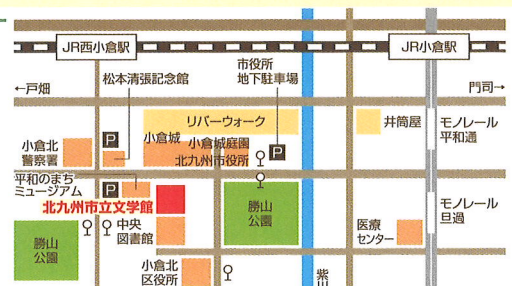 JR西小倉駅
JR小倉駅
←戸畑
松本清張記念館
市役所
地下駐車場
門司→
P
リバーウォーク
井筒屋
モノレール
平和通
小倉北
警察署
小倉城
小倉城庭園
北九州市役所
P
平和のまち
ミュージアム
P
北九州市立文学館
勝山
公園
モノレール
旦過
勝山
公園
中央
図書館
医療
センター
小倉北
区役所
紫